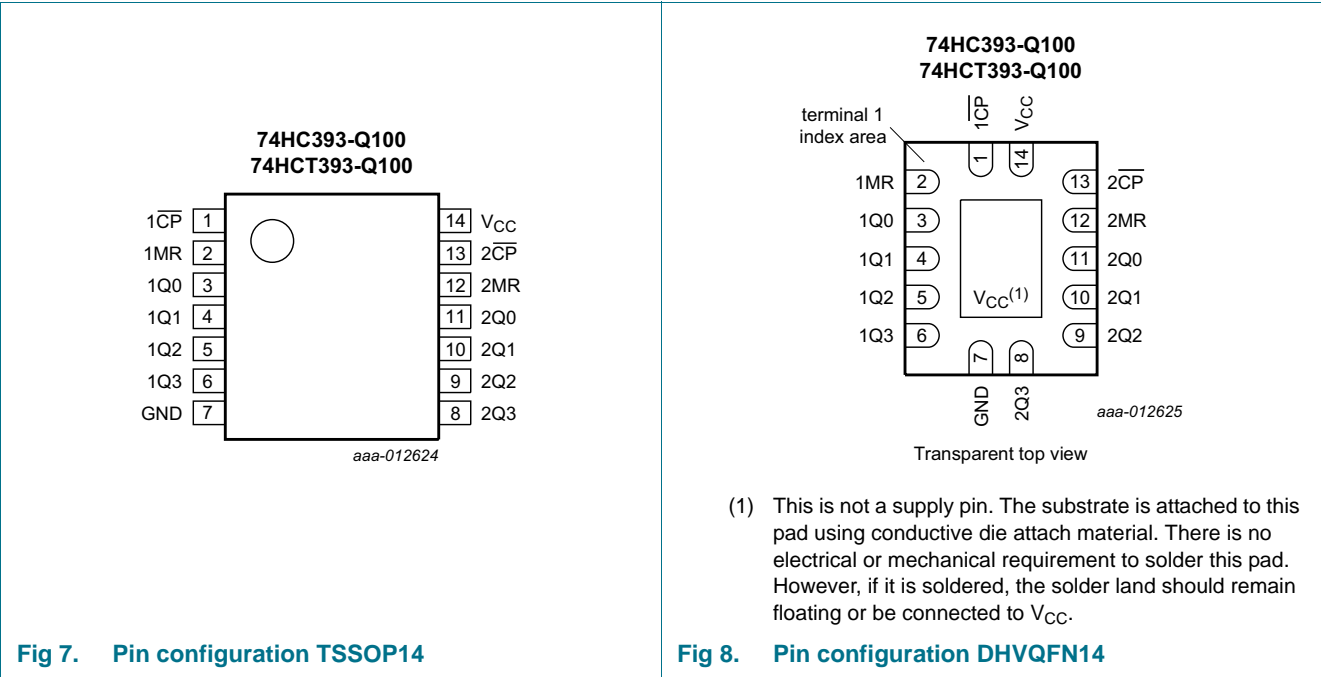 74HC393-Q100
74HCT393-Q100
1C̅P̅ 1
1MR 2
1Q0 3
1Q1 4
1Q2 5
1Q3 6
GND 7
14 VCC
13 2C̅P̅
12 2MR
11 2Q0
10 2Q1
9 2Q2
8 2Q3
aaa-012624
Fig 7. Pin configuration TSSOP14
74HC393-Q100
74HCT393-Q100
terminal 1
index area
1̅C̅P̅ VCC
1 14
1MR 2
1Q0 3
1Q1 4
1Q2 5
1Q3 6
13 2C̅P̅
12 2MR
11 2Q0
10 2Q1
9 2Q2
VCC(1)
7 8
GND 2Q3
aaa-012625
Transparent top view
(1) This is not a supply pin. The substrate is attached to this
pad using conductive die attach material. There is no
electrical or mechanical requirement to solder this pad.
However, if it is soldered, the solder land should remain
floating or be connected to VCC.
Fig 8. Pin configuration DHVQFN14